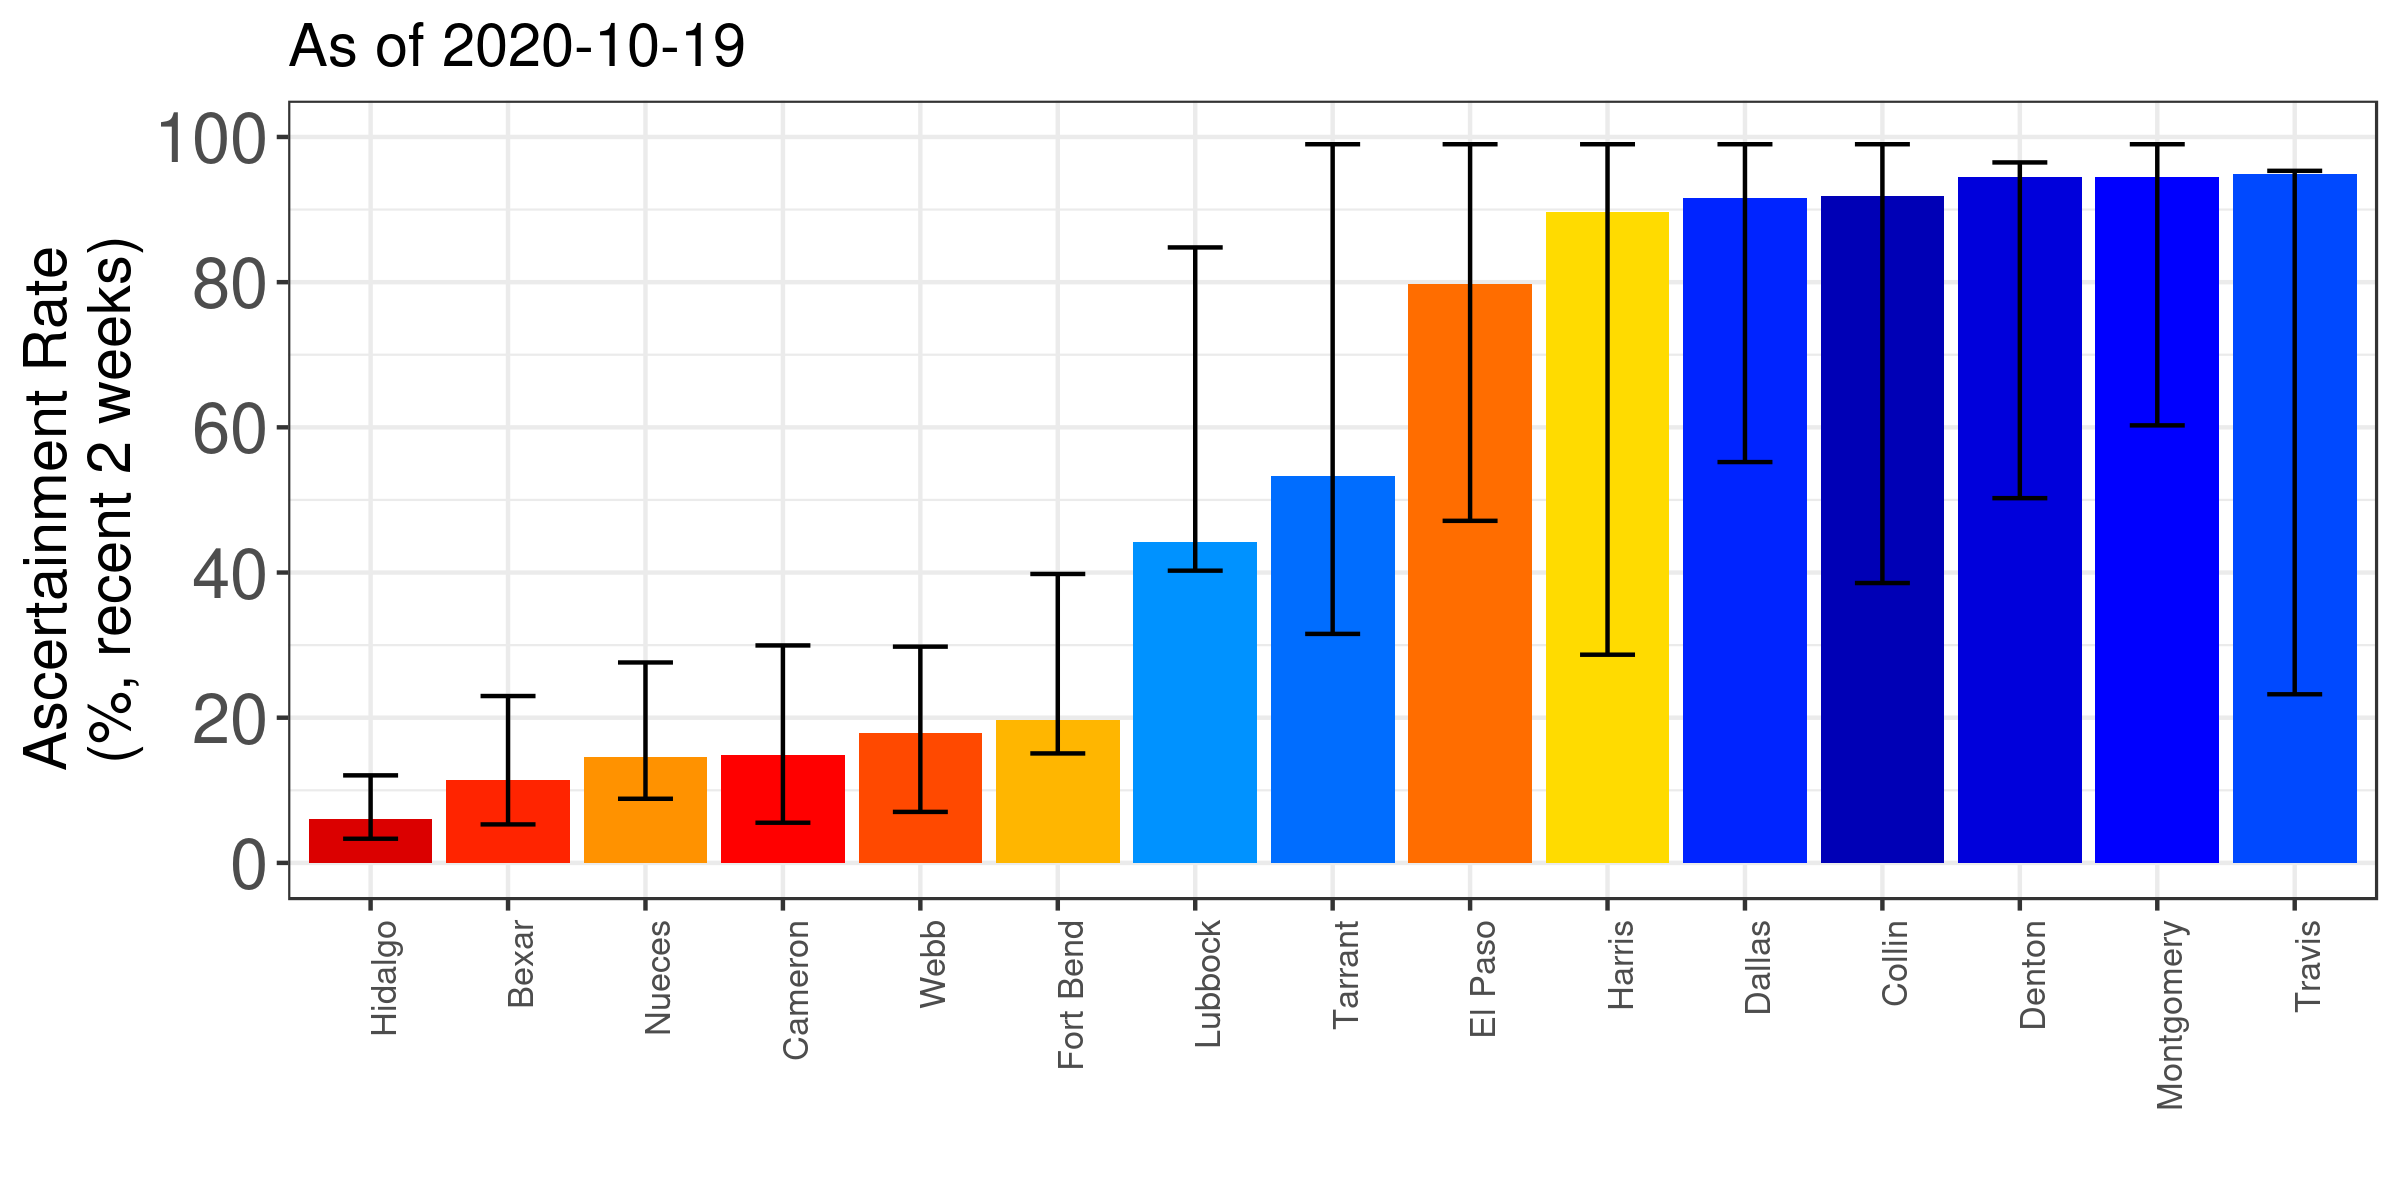 As of 2020-10-19
Ascertainment Rate
(%, recent 2 weeks)
100
80
60
40
20
0
Hidalgo
Bexar
Nueces
Cameron
Webb
Fort Bend
Lubbock
Tarrant
El Paso
Harris
Dallas
Collin
Denton
Montgomery
Travis